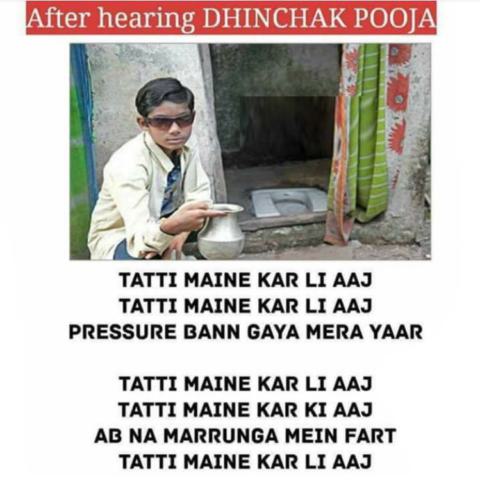 After hearing DHINCHAK POOJA
TATTI MAINE KAR LI AAJ
TATTI MAINE KAR LI AAJ
PRESSURE BANN GAYA MERA YAAR
TATTI MAINE KAR LI AAJ
TATTI MAINE KAR KI AAJ
AB NA MARRUNGA MEIN FART
TATTI MAINE KAR LI AAJ